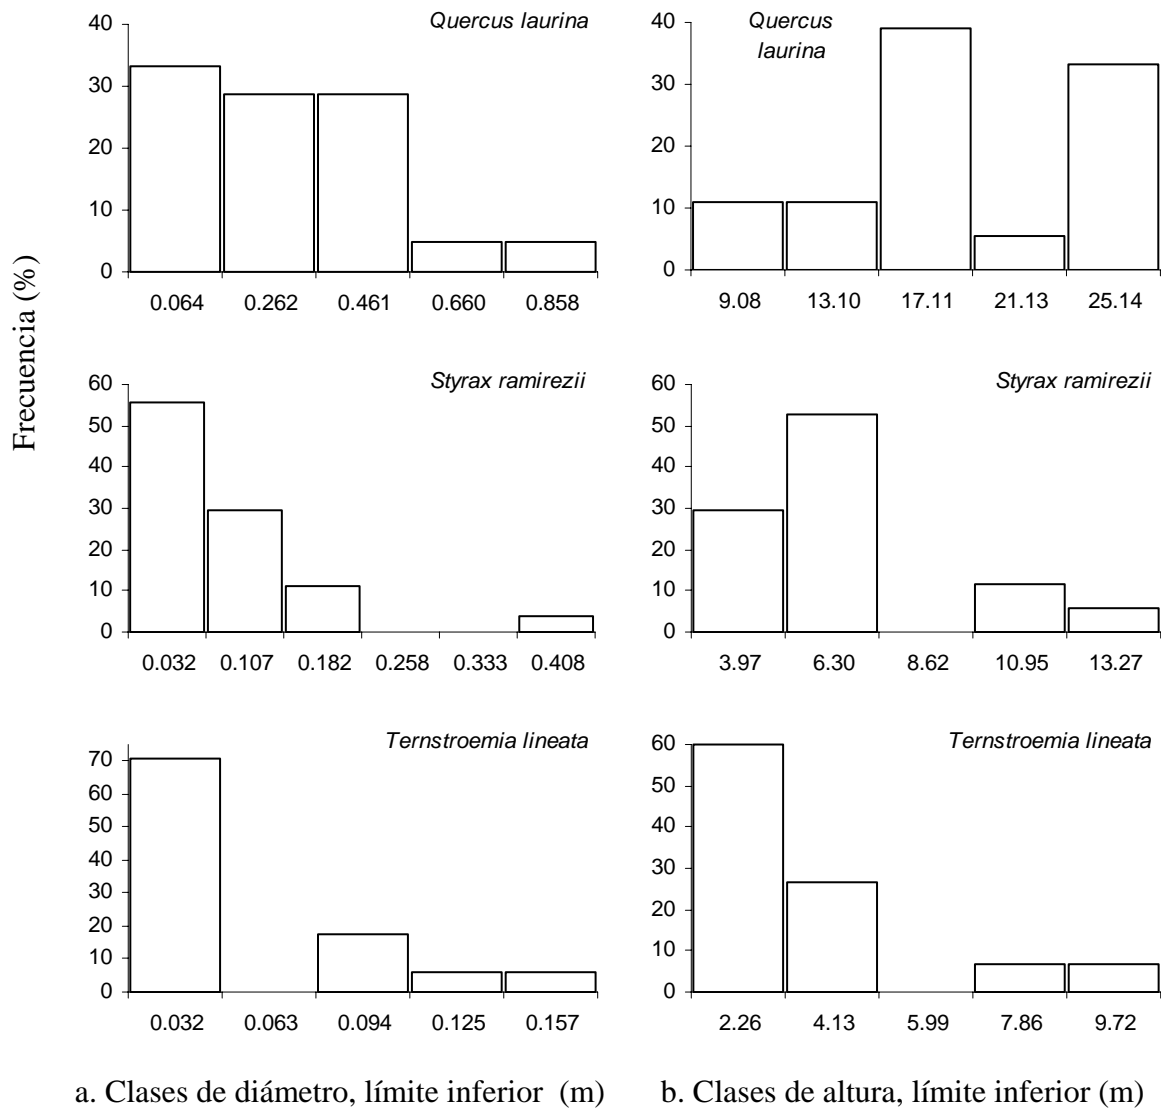 Frecuencia (%)
Quercus laurina
40
30
20
10
0
0.064 0.262 0.461 0.660 0.858
Quercus
laurina
40
30
20
10
0
9.08 13.10 17.11 21.13 25.14
Styrax ramirezii
60
50
40
30
20
10
0
0.032 0.107 0.182 0.258 0.333 0.408
Styrax ramirezii
60
50
40
30
20
10
0
3.97 6.30 8.62 10.95 13.27
Ternstroemia lineata
70
60
50
40
30
20
10
0
0.032 0.063 0.094 0.125 0.157
Ternstroemia lineata
60
50
40
30
20
10
0
2.26 4.13 5.99 7.86 9.72
a. Clases de diámetro, límite inferior (m)
b. Clases de altura, límite inferior (m)